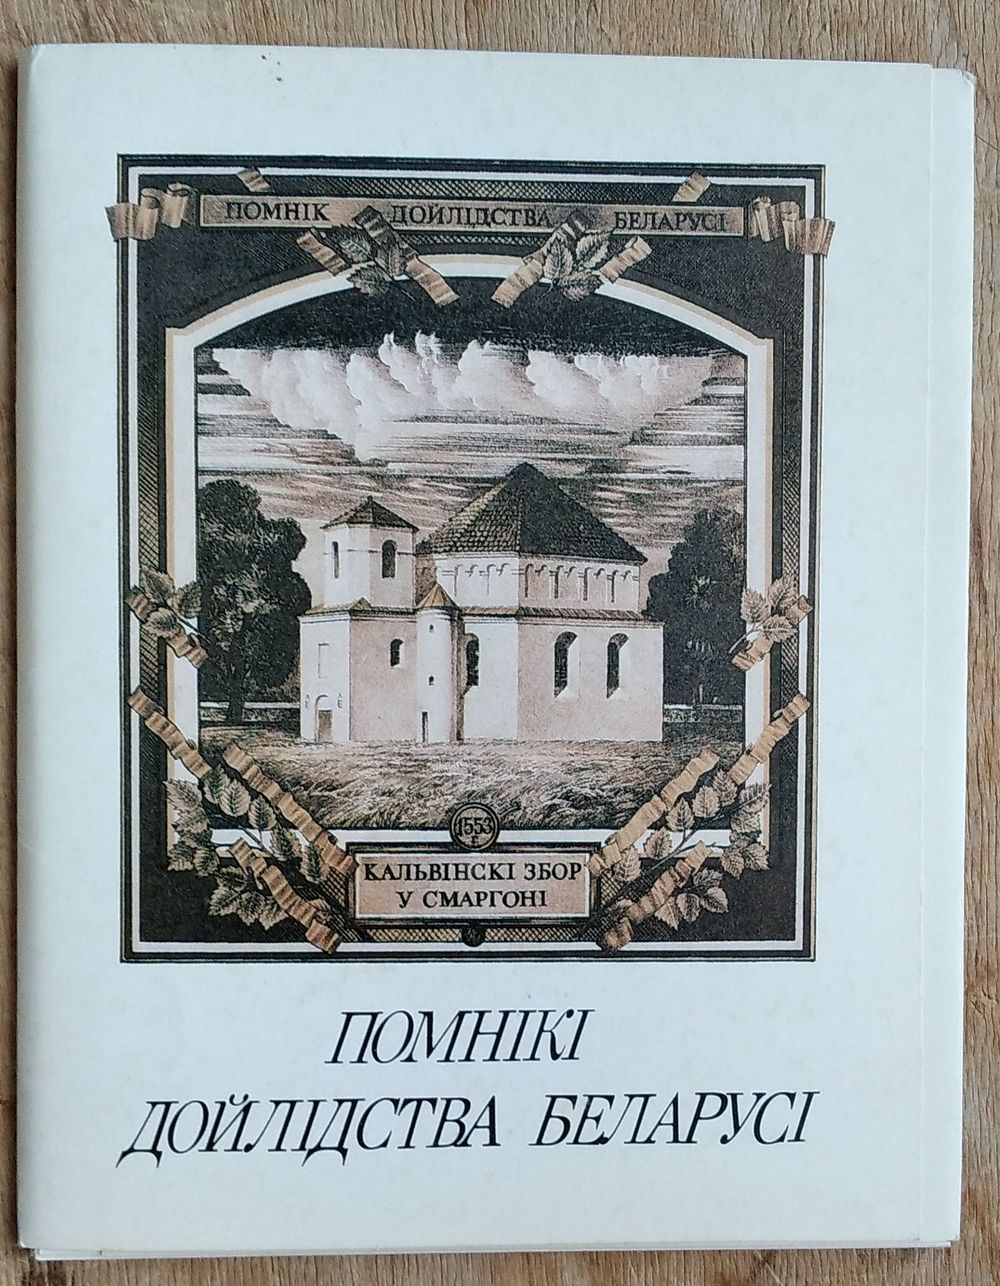 ПОМНІК ДОЙЛІДСТВА БЕЛАРУСІ
1553
г
КАЛЬВІНСКІ ЗБОР
У СМАРГОНІ
ПОМНІКІ
ДОЙЛІДСТВА БЕЛАРУСІ